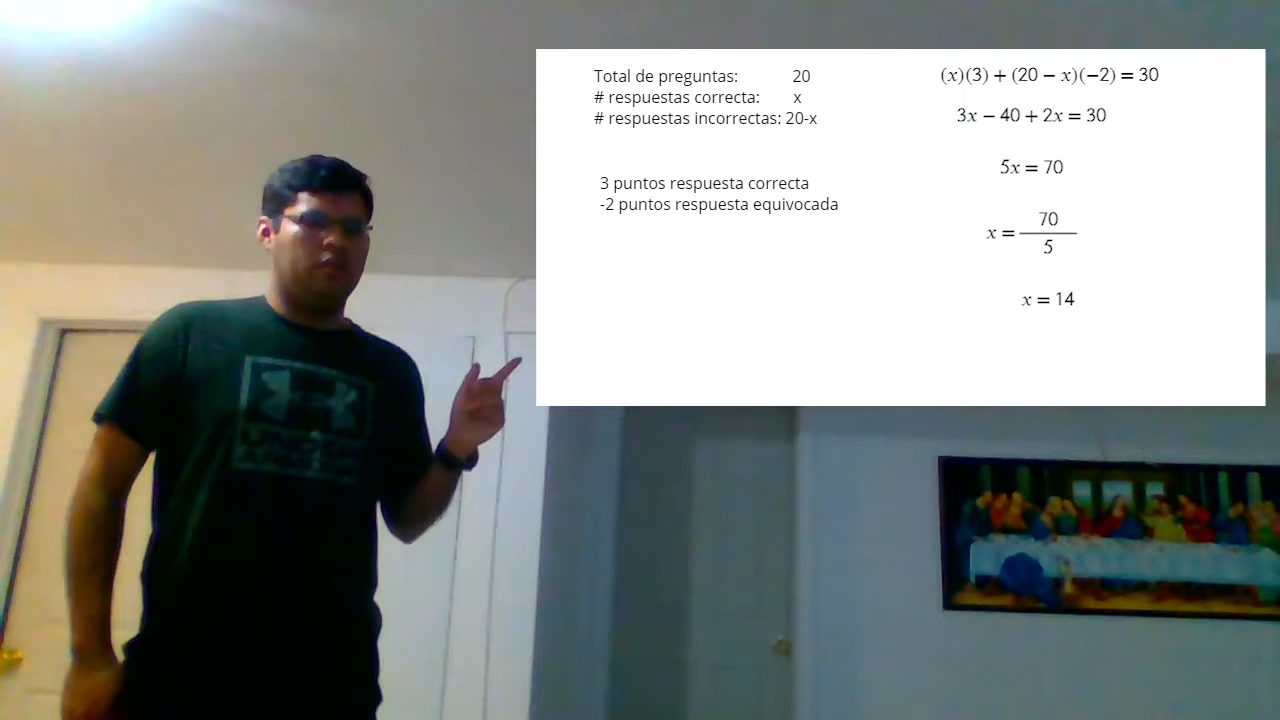 Total de preguntas: 20
# respuestas correcta: x
# respuestas incorrectas: 20-x
3 puntos respuesta correcta
-2 puntos respuesta equivocada
(x)(3) + (20 − x)(−2) = 30
3x − 40 + 2x = 30
5x = 70
x = 70/5
x = 14
UNDER